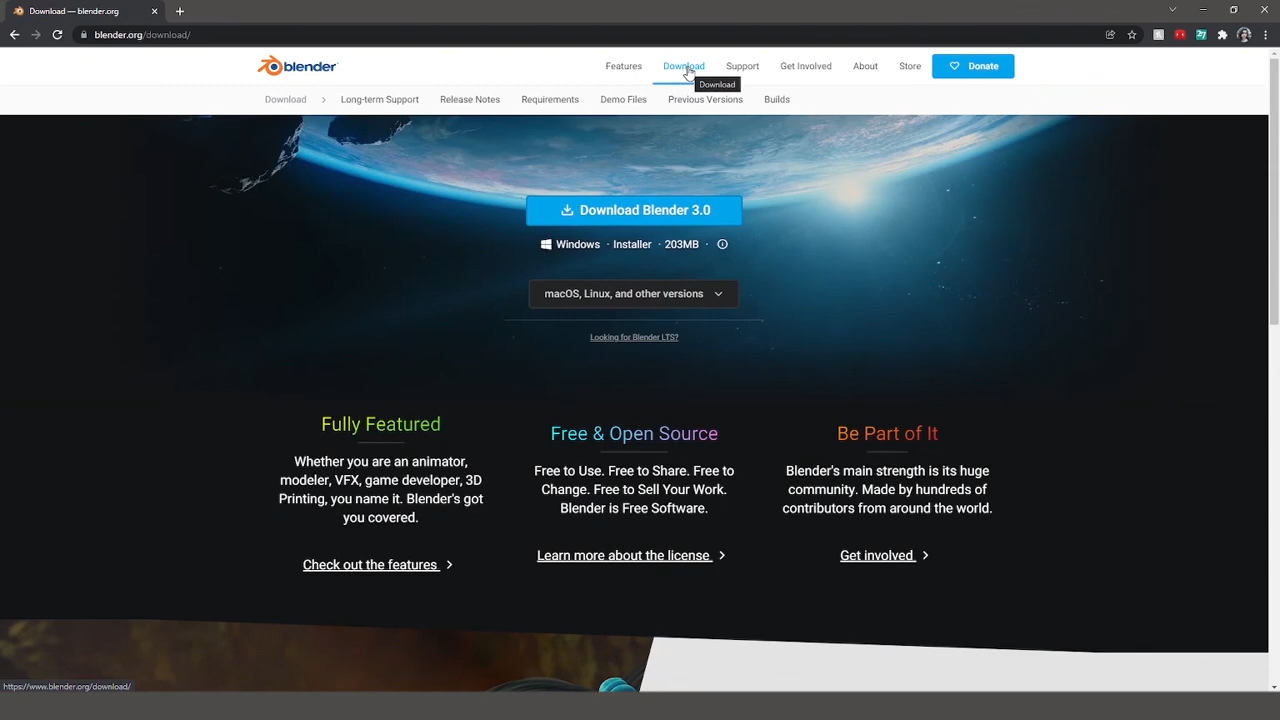 Download — blender.org
blender.org/download/
blender
Features
Download
Support
Get Involved
About
Store
Donate
Download
Download
Long-term Support
Release Notes
Requirements
Demo Files
Previous Versions
Builds
Download Blender 3.0
Windows · Installer · 203MB ·
macOS, Linux, and other versions
Looking for Blender LTS?
Fully Featured
Whether you are an animator,
modeler, VFX, game developer, 3D
Printing, you name it. Blender's got
you covered.
Check out the features
Free & Open Source
Free to Use. Free to Share. Free to
Change. Free to Sell Your Work.
Blender is Free Software.
Learn more about the license
Be Part of It
Blender's main strength is its huge
community. Made by hundreds of
contributors from around the world.
Get involved
https://www.blender.org/download/